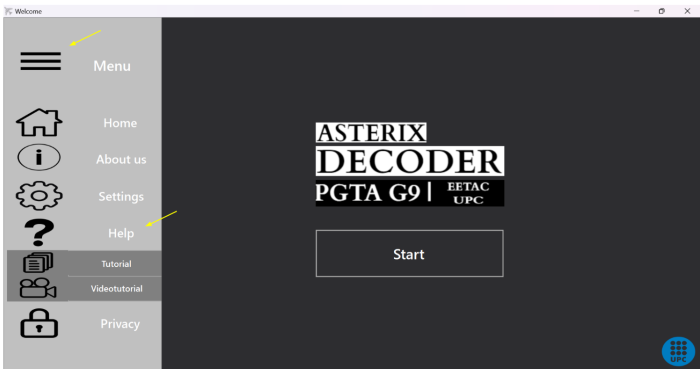 Welcome
Menu
Home
About us
Settings
Help
Tutorial
Videotutorial
Privacy
ASTERIX
DECODER
PGTA G9 | EETAC
UPC
Start
UPC